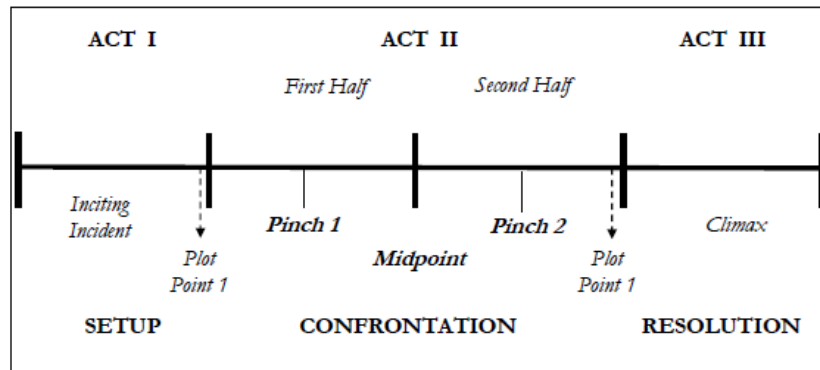 ACT I ACT II ACT III
First Half Second Half
Inciting
Incident
Pinch 1 Pinch 2 Climax
Plot
Point 1
Midpoint
Plot
Point 1
SETUP CONFRONTATION RESOLUTION